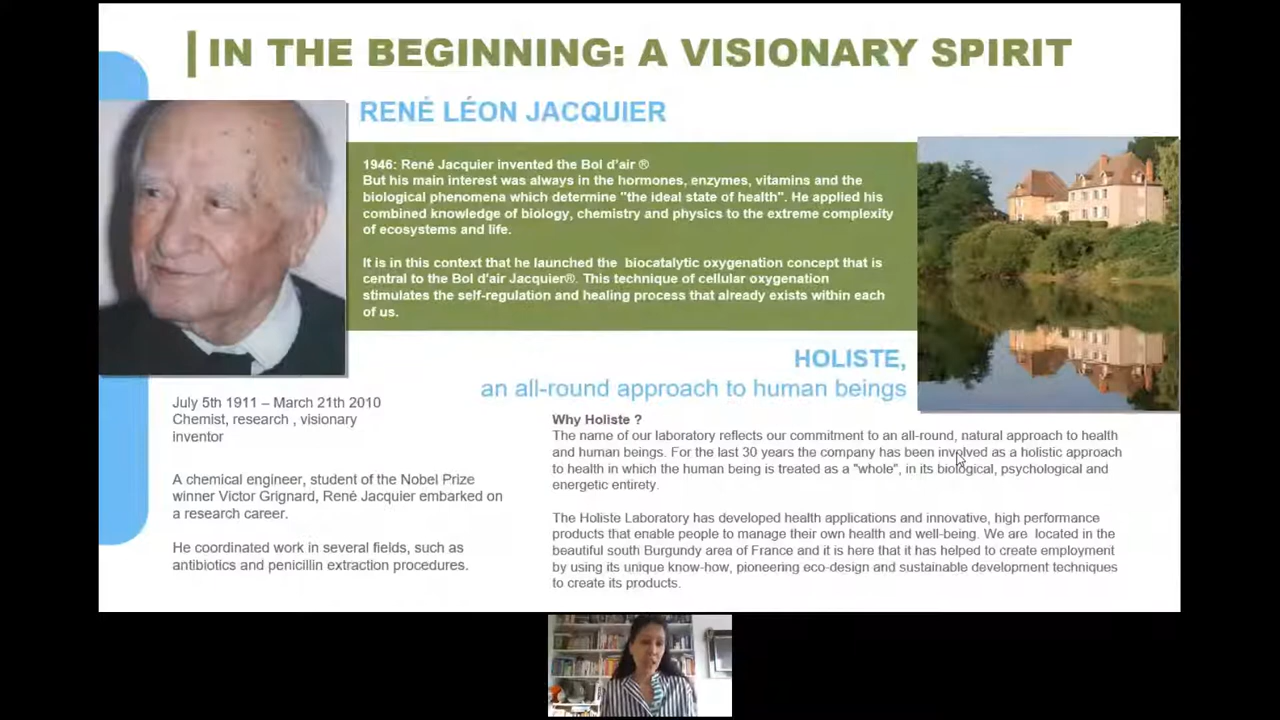 IN THE BEGINNING: A VISIONARY SPIRIT
RENÉ LÉON JACQUIER
1946: René Jacquier invented the Bol d'air ®
But his main interest was always in the hormones, enzymes, vitamins and the
biological phenomena which determine "the ideal state of health". He applied his
combined knowledge of biology, chemistry and physics to the extreme complexity
of ecosystems and life.
It is in this context that he launched the biocatalytic oxygenation concept that is
central to the Bol d'air Jacquier®. This technique of cellular oxygenation
stimulates the self-regulation and healing process that already exists within each
of us.
HOLISTE,
an all-round approach to human beings
July 5th 1911 – March 21th 2010
Chemist, research , visionary
inventor
A chemical engineer, student of the Nobel Prize
winner Victor Grignard, René Jacquier embarked on
a research career.
He coordinated work in several fields, such as
antibiotics and penicillin extraction procedures.
Why Holiste ?
The name of our laboratory reflects our commitment to an all-round, natural approach to health
and human beings. For the last 30 years the company has been involved as a holistic approach
to health in which the human being is treated as a "whole", in its biological, psychological and
energetic entirety.
The Holiste Laboratory has developed health applications and innovative, high performance
products that enable people to manage their own health and well-being. We are located in the
beautiful south Burgundy area of France and it is here that it has helped to create employment
by using its unique know-how, pioneering eco-design and sustainable development techniques
to create its products.